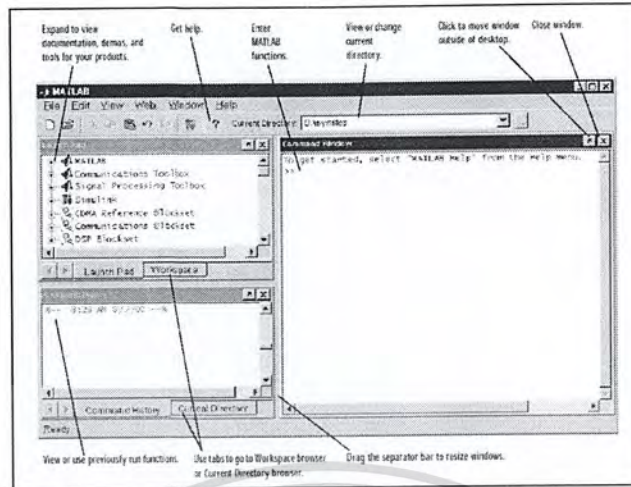 Expand to view
documentation, demos, and
tools for your products.
Get help.
Enter
MATLAB
functions.
View or change
current
directory.
Click to move window
outside of desktop.
Close window.
MATLAB
File Edit View Web Window Help
? Current Directory:
Launch Pad
MATLAB
Communications Toolbox
Signal Processing Toolbox
Simulink
CDMA Reference Blockset
Communications Blockset
DSP Blockset
Launch Pad Workspace
Command Window
To get started, select "MATLAB Help" from the Help menu.
>>
Command History Current Directory
Ready
View or use previously run functions.
Use tabs to go to Workspace browser
or Current Directory browser.
Drag the separator bar to resize windows.